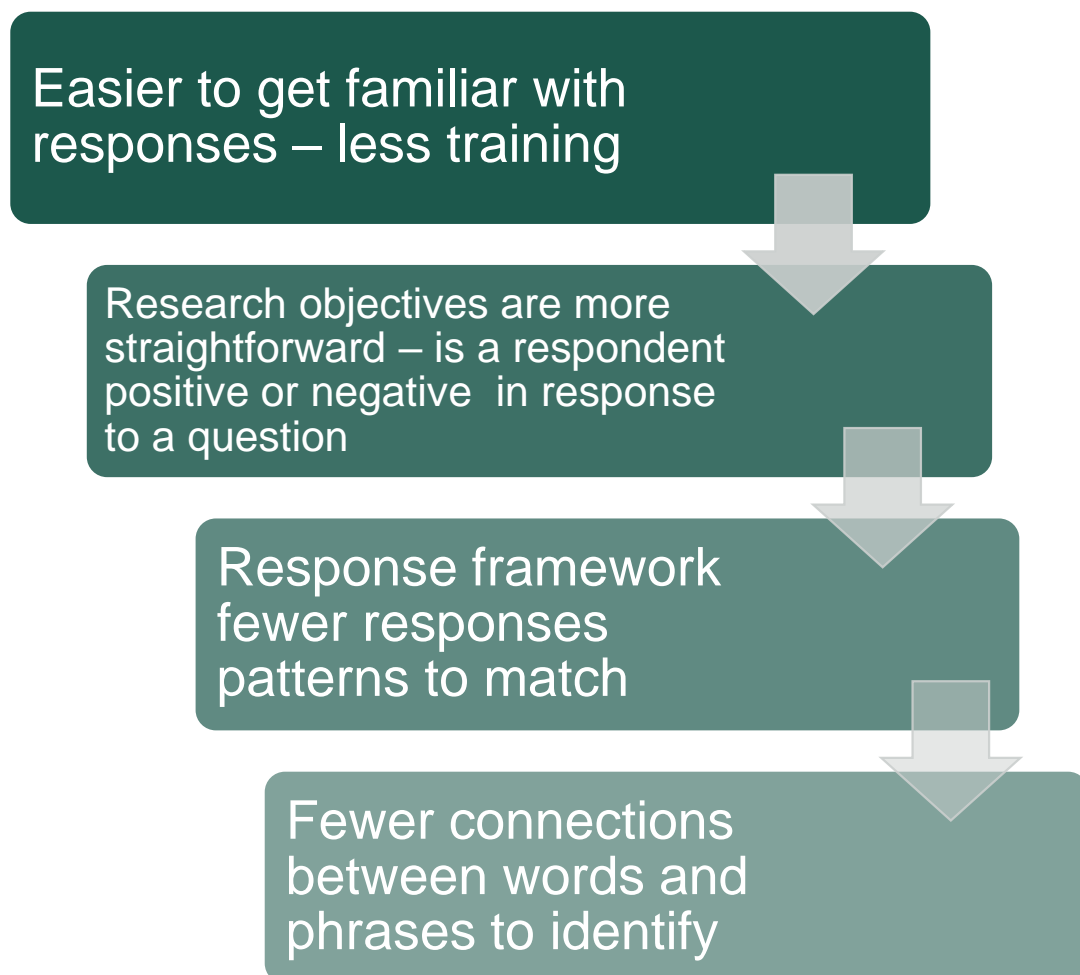 Easier to get familiar with
responses – less training
Research objectives are more
straightforward – is a respondent
positive or negative  in response
to a question
Response framework
fewer responses
patterns to match
Fewer connections
between words and
phrases to identify